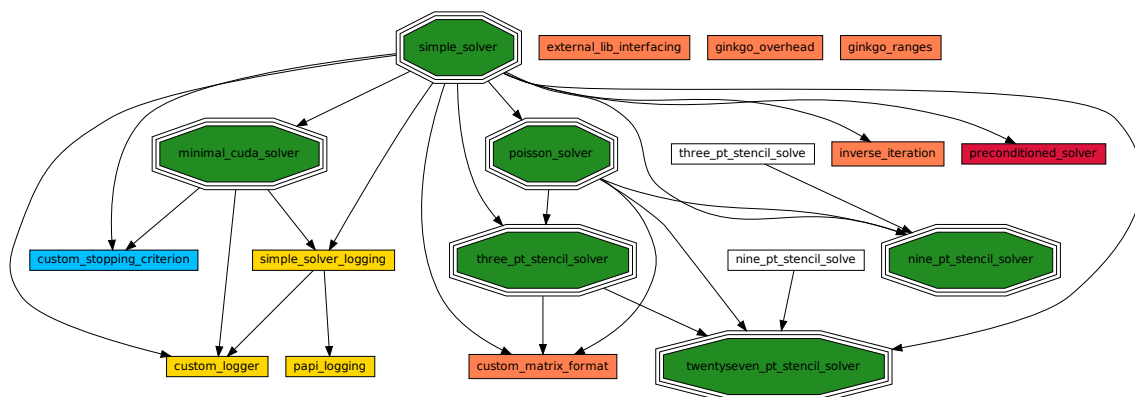 simple_solver
external_lib_interfacing
ginkgo_overhead
ginkgo_ranges
minimal_cuda_solver
poisson_solver
three_pt_stencil_solve
inverse_iteration
preconditioned_solver
custom_stopping_criterion
simple_solver_logging
three_pt_stencil_solver
nine_pt_stencil_solve
nine_pt_stencil_solver
custom_logger
papi_logging
custom_matrix_format
twentyseven_pt_stencil_solver